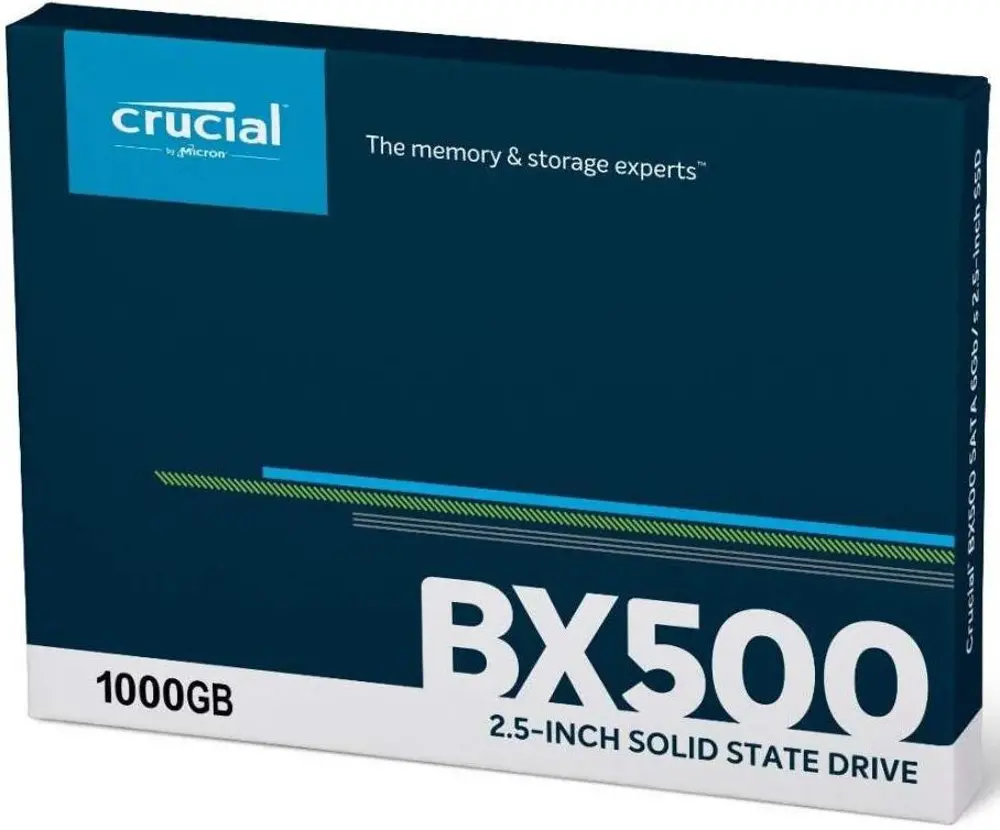 crucial™
by Micron®
The memory & storage experts™
BX500
1000GB
2.5-INCH SOLID STATE DRIVE
Crucial® BX500 SATA 6Gb/s 2.5-inch SSD